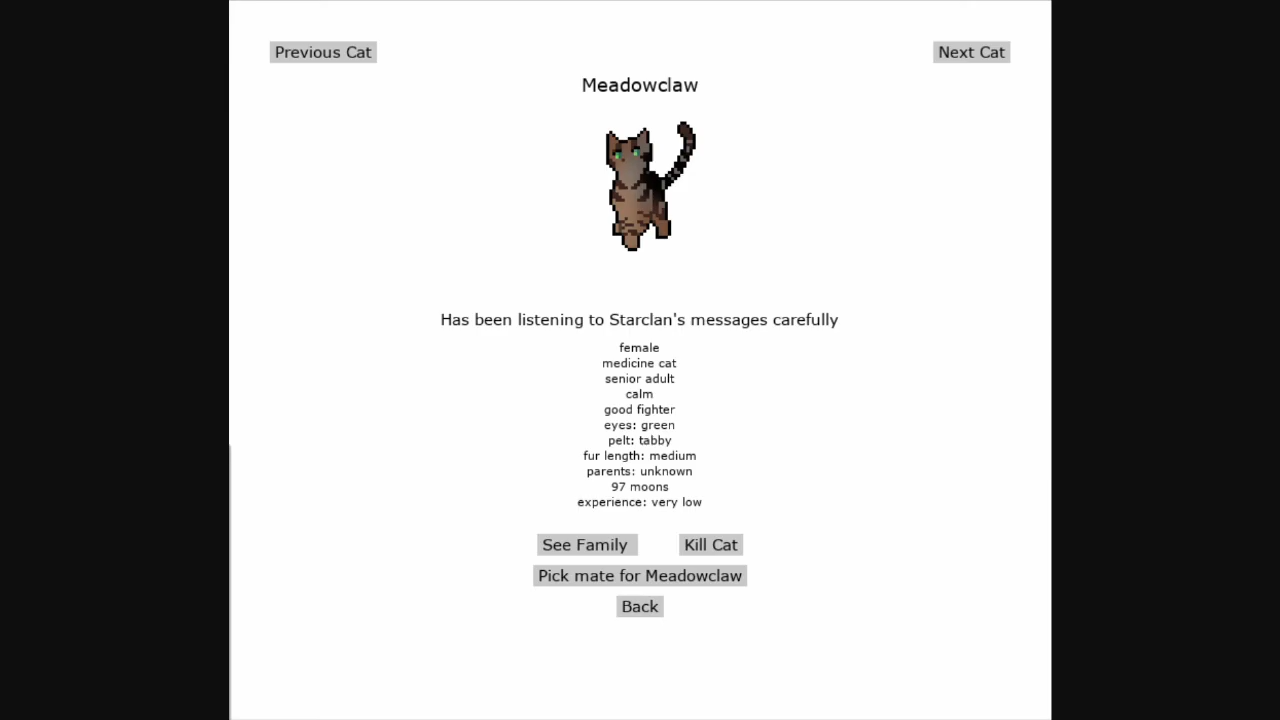 Previous Cat
Next Cat
Meadowclaw
Has been listening to Starclan's messages carefully
female
medicine cat
senior adult
calm
good fighter
eyes: green
pelt: tabby
fur length: medium
parents: unknown
97 moons
experience: very low
See Family
Kill Cat
Pick mate for Meadowclaw
Back